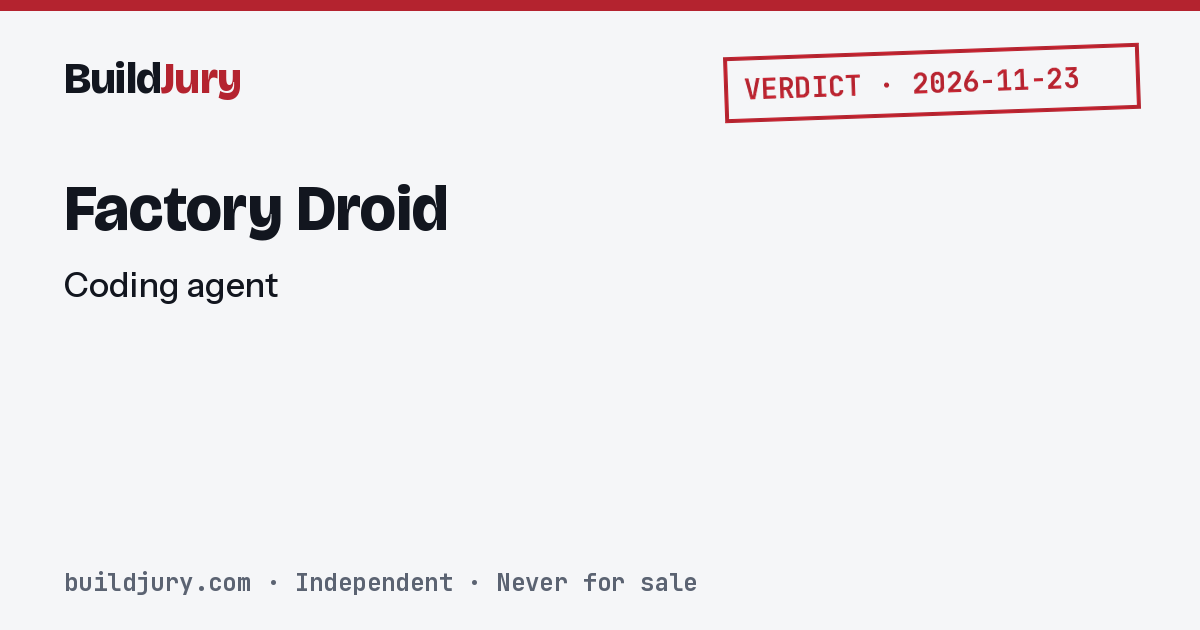 BuildJury
VERDICT · 2026-11-23
Factory Droid
Coding agent
buildjury.com · Independent · Never for sale